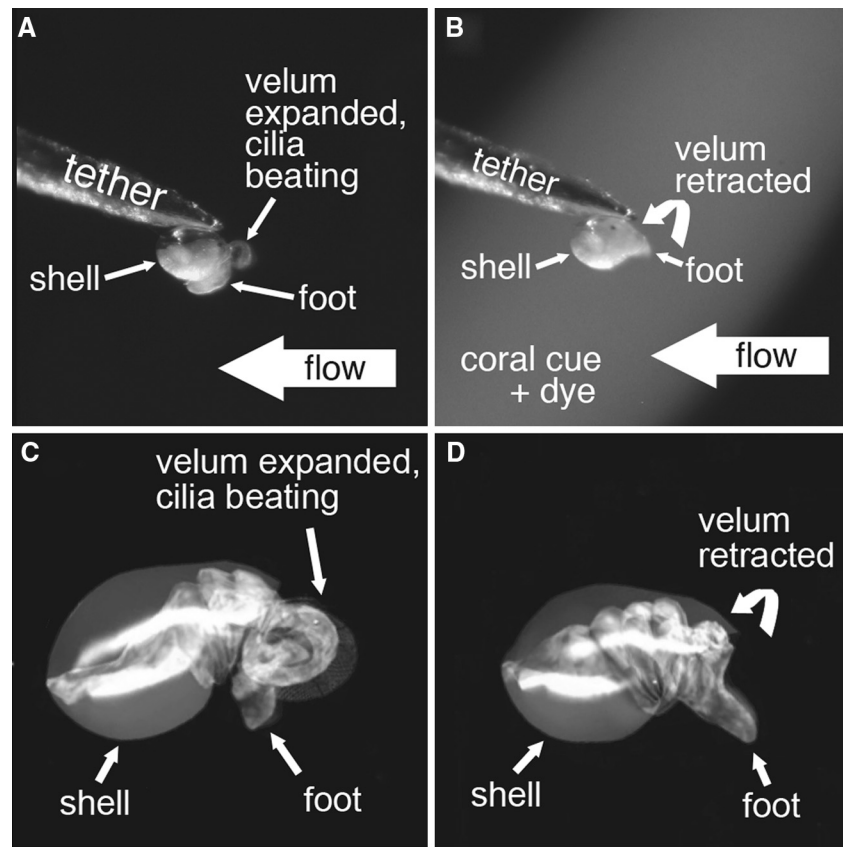 A
velum
expanded,
cilia
beating
tether
shell
foot
flow
B
velum
retracted
tether
shell
foot
coral cue
+ dye
flow
C
velum expanded,
cilia beating
shell
foot
D
velum
retracted
shell
foot